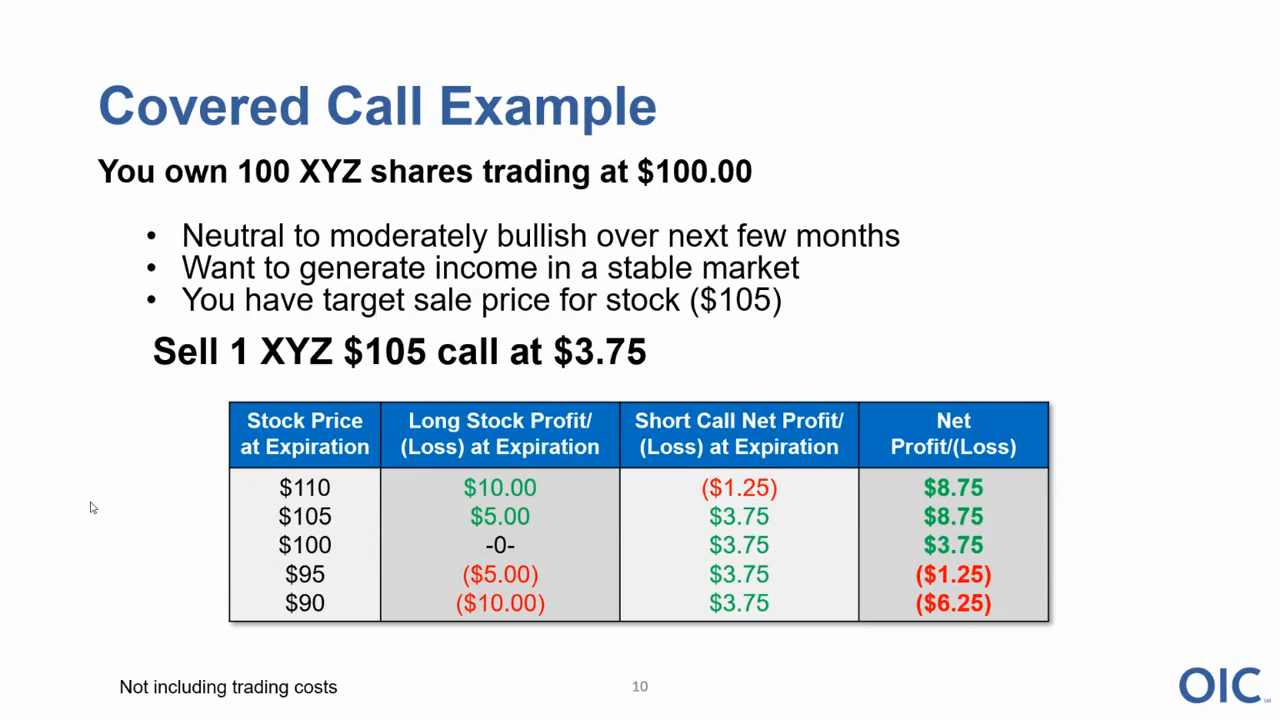 Covered Call Example
You own 100 XYZ shares trading at $100.00
• Neutral to moderately bullish over next few months
• Want to generate income in a stable market
• You have target sale price for stock ($105)
Sell 1 XYZ $105 call at $3.75
Stock Price at Expiration | Long Stock Profit/ (Loss) at Expiration | Short Call Net Profit/ (Loss) at Expiration | Net Profit/(Loss)
$110 $10.00 ($1.25) $8.75
$105 $5.00 $3.75 $8.75
$100 -0- $3.75 $3.75
$95 ($5.00) $3.75 ($1.25)
$90 ($10.00) $3.75 ($6.25)
Not including trading costs
10
OIC SM